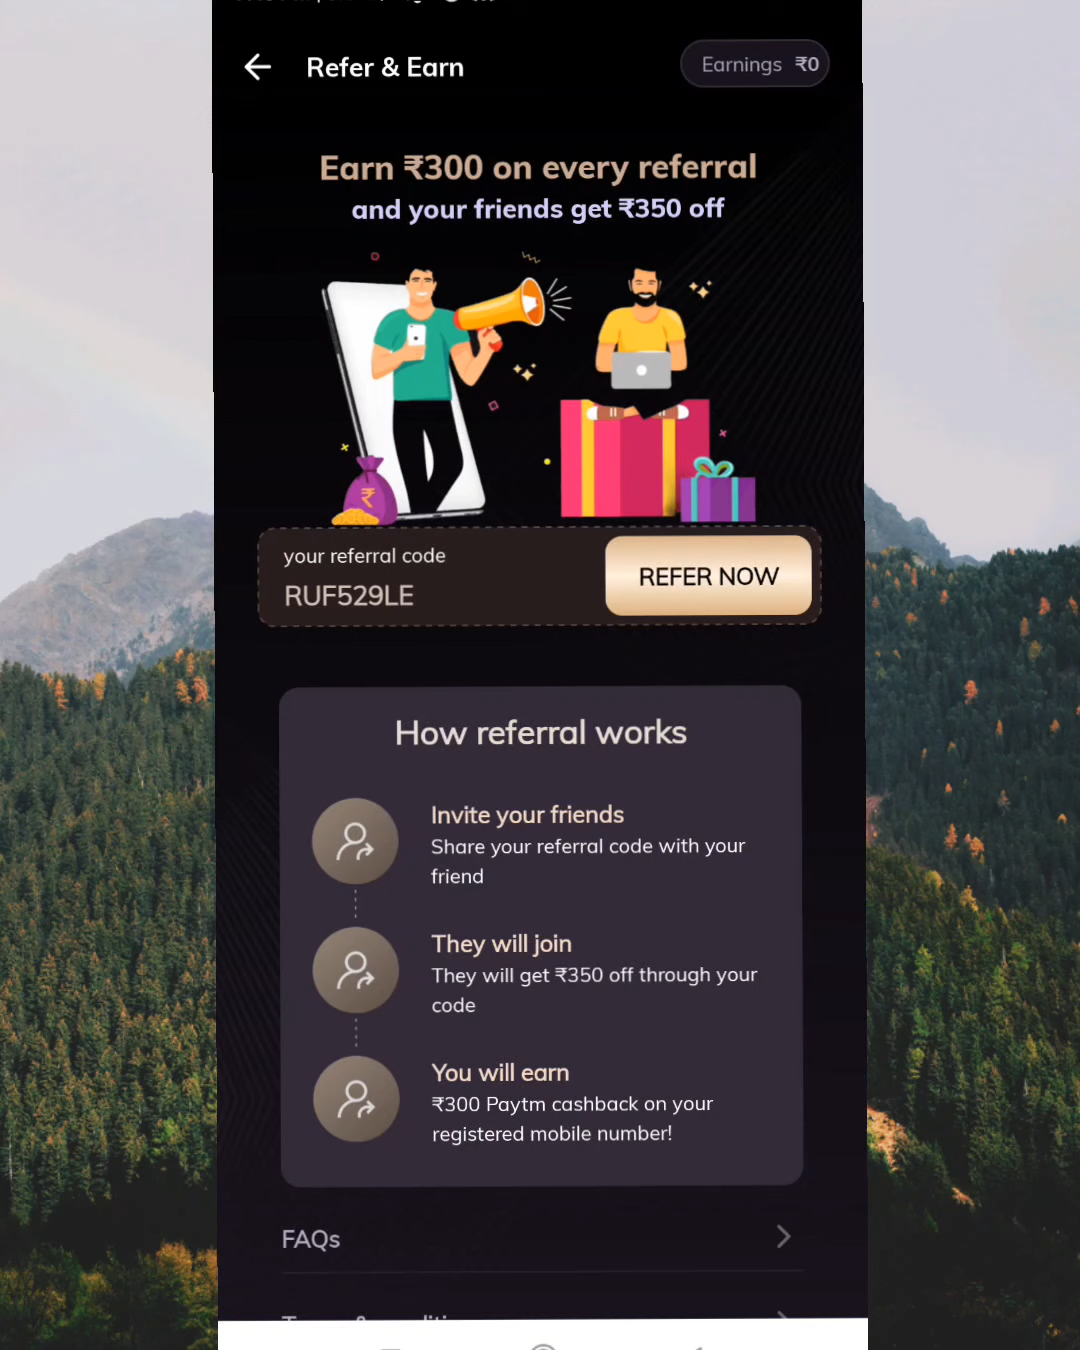 Refer & Earn
Earnings ₹0
Earn ₹300 on every referral
and your friends get ₹350 off
₹
your referral code
RUF529LE
REFER NOW
How referral works
Invite your friends
Share your referral code with your
friend
They will join
They will get ₹350 off through your
code
You will earn
₹300 Paytm cashback on your
registered mobile number!
FAQs